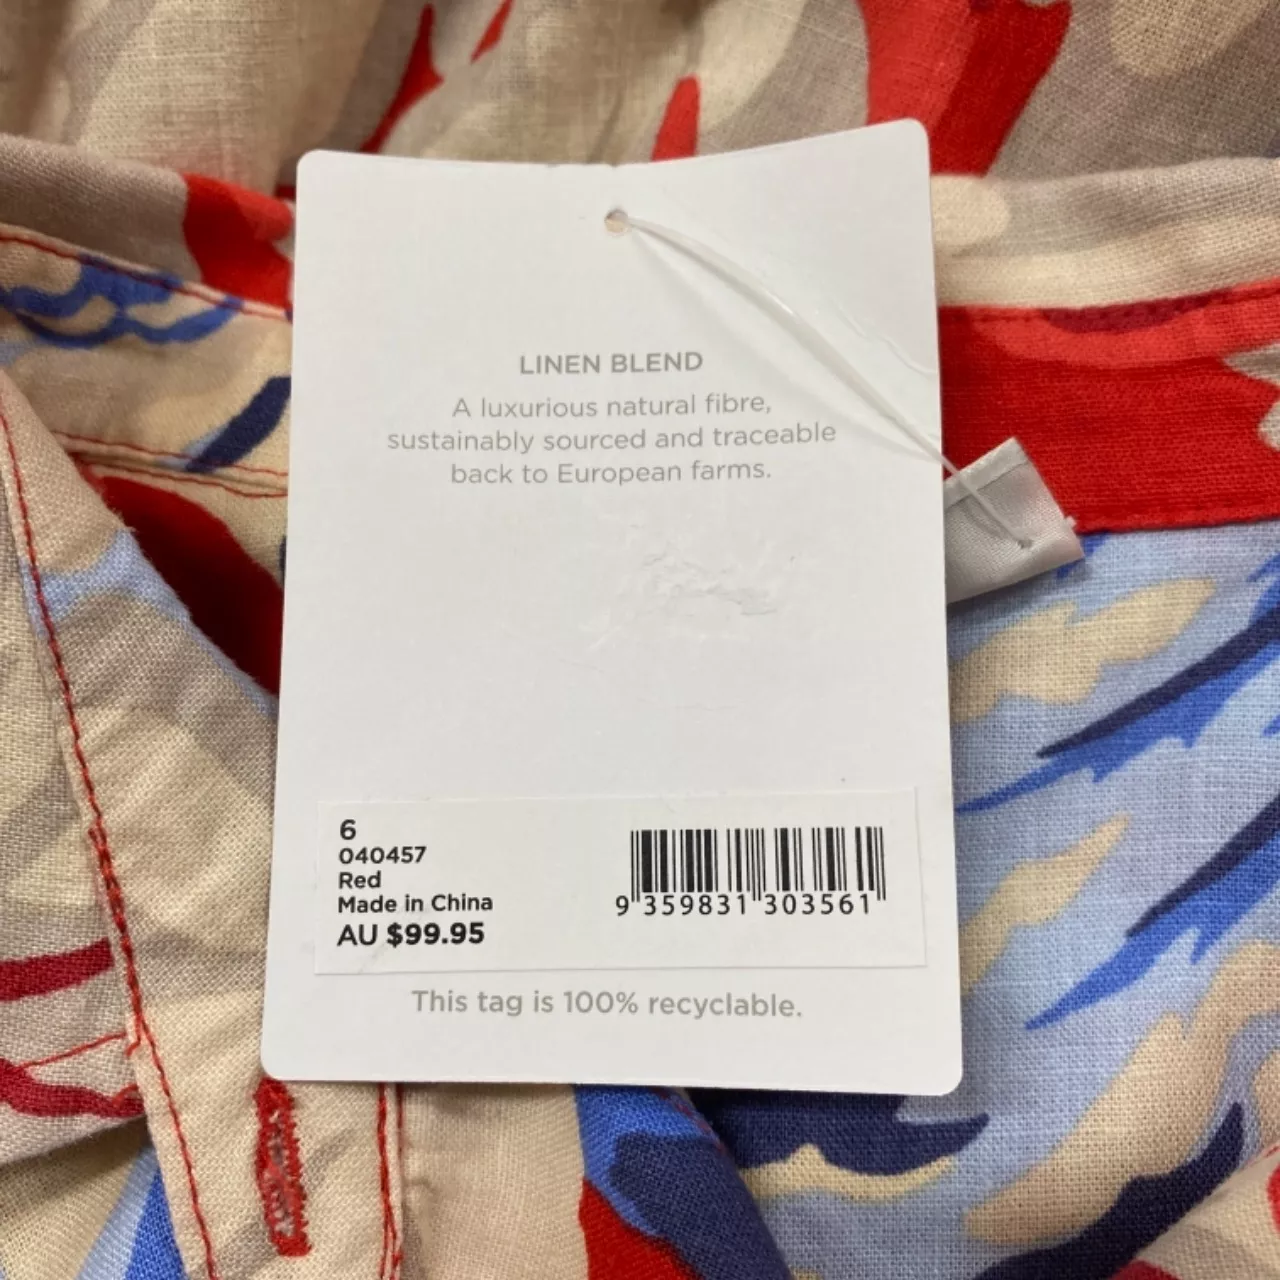 LINEN BLEND
A luxurious natural fibre,
sustainably sourced and traceable
back to European farms.
6
040457
Red
Made in China
AU $99.95
9 359831 303561
This tag is 100% recyclable.